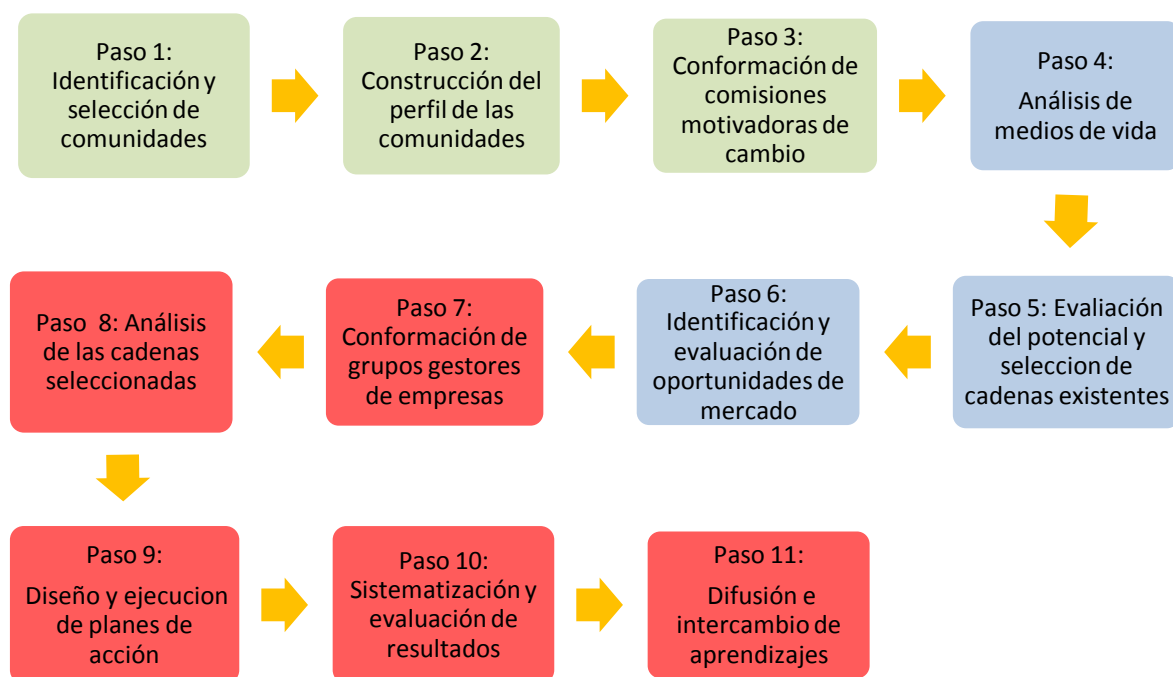 Paso 1:
Identificación y
selección de
comunidades
Paso 2:
Construcción del
perfil de las
comunidades
Paso 3:
Conformación de
comisiones
motivadoras de
cambio
Paso 4:
Análisis de
medios de vida
Paso 5: Evaliación
del potencial y
seleccion de
cadenas existentes
Paso 6:
Identificación y
evaluación de
oportunidades de
mercado
Paso 7:
Conformación de
grupos gestores
de empresas
Paso 8: Análisis
de las cadenas
seleccionadas
Paso 9:
Diseño y ejecucion
de planes de
acción
Paso 10:
Sistematización y
evaluación de
resultados
Paso 11:
Difusión e
intercambio de
aprendizajes